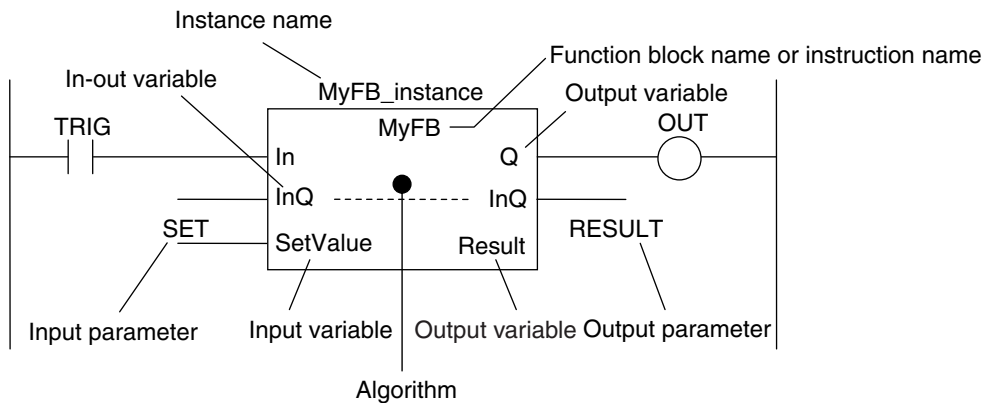 Instance name
Function block name or instruction name
In-out variable
MyFB_instance
Output variable
TRIG
MyFB
OUT
In
Q
InQ
InQ
SET
SetValue
Result
RESULT
Input parameter
Input variable
Output variable
Output parameter
Algorithm